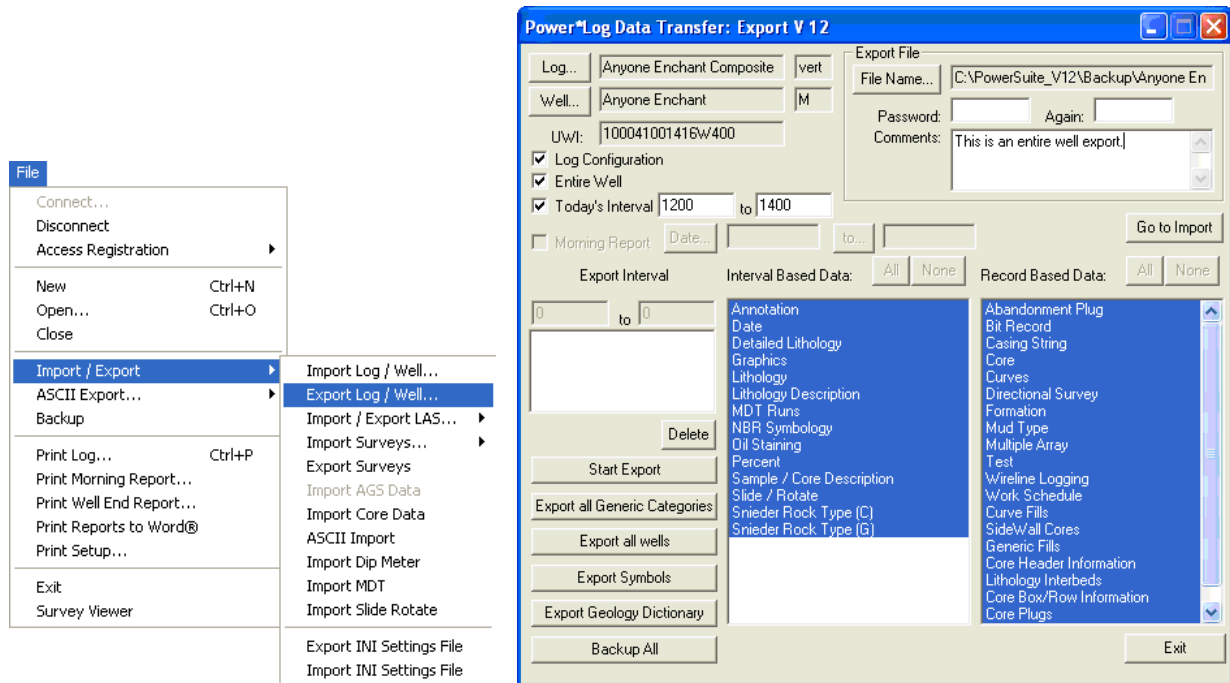 File
Connect...
Disconnect
Access Registration
New Ctrl+N
Open... Ctrl+O
Close
Import / Export
ASCII Export...
Backup
Print Log... Ctrl+P
Print Morning Report...
Print Well End Report...
Print Reports to Word®
Print Setup...
Exit
Survey Viewer
Import Log / Well...
Export Log / Well...
Import / Export LAS...
Import Surveys...
Export Surveys
Import AGS Data
Import Core Data
ASCII Import
Import Dip Meter
Import MDT
Import Slide Rotate
Export INI Settings File
Import INI Settings File
Power*Log Data Transfer: Export V 12
Log... Anyone Enchant Composite vert
Well... Anyone Enchant M
UWI: 100041001416W400
Log Configuration
Entire Well
Today's Interval 1200 to 1400
Morning Report Date... to...
Export File
File Name... C:\PowerSuite_V12\Backup\Anyone En
Password: Again:
Comments: This is an entire well export.
Go to Import
Export Interval
0 to 0
Delete
Start Export
Export all Generic Categories
Export all wells
Export Symbols
Export Geology Dictionary
Backup All
Interval Based Data: All None
Annotation
Date
Detailed Lithology
Graphics
Lithology
Lithology Description
MDT Runs
NBR Symbology
Oil Staining
Percent
Sample / Core Description
Slide / Rotate
Snieder Rock Type (C)
Snieder Rock Type (G)
Record Based Data: All None
Abandonment Plug
Bit Record
Casing String
Core
Curves
Directional Survey
Formation
Mud Type
Multiple Array
Test
Wireline Logging
Work Schedule
Curve Fills
SideWall Cores
Generic Fills
Core Header Information
Lithology Interbeds
Core Box/Row Information
Core Plugs
Exit